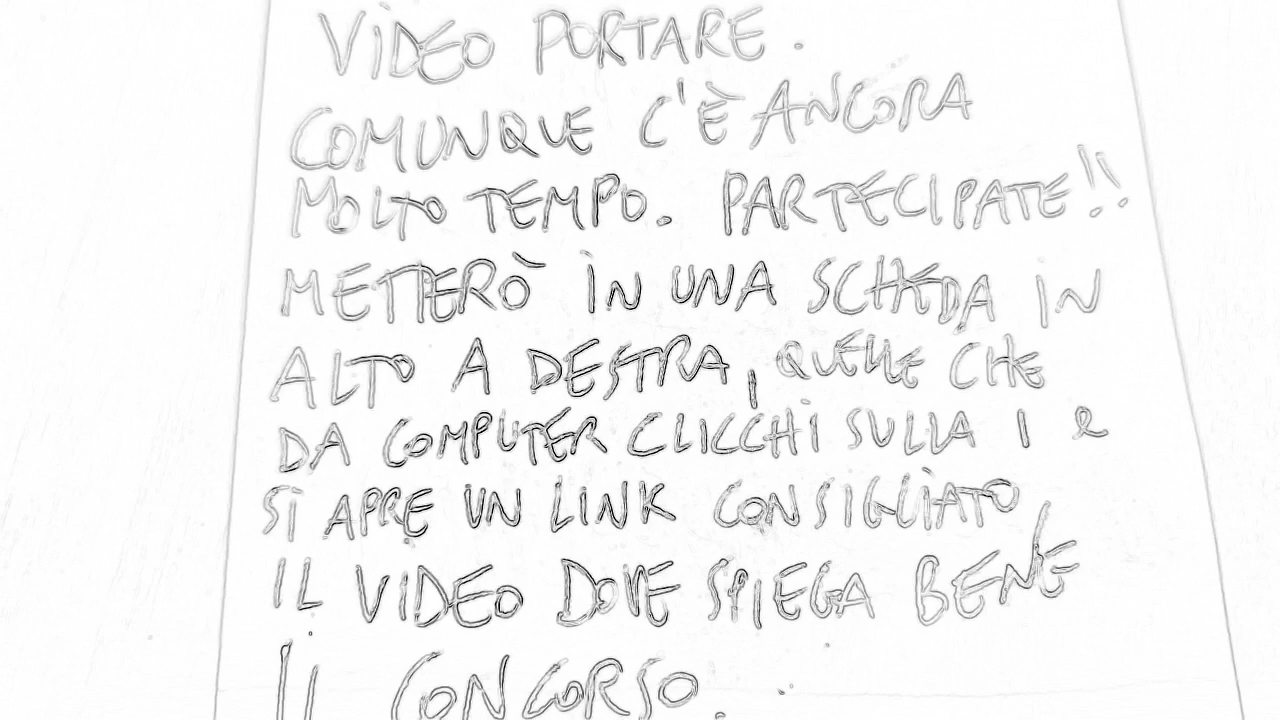 VIDEO PORTARE.
COMUNQUE C'È ANCORA
MOLTO TEMPO. PARTECIPATE!!
METTERÒ IN UNA SCHEDA IN
ALTO A DESTRA, QUELLE CHE
DA COMPUTER CLICCHI SULLA I e
SI APRE UN LINK CONSIGLIATO,
IL VIDEO DOVE SPIEGA BENE
IL CONCORSO.